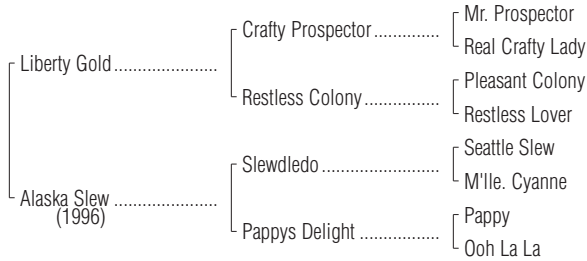 Mr. Prospector
Crafty Prospector
Real Crafty Lady
Liberty Gold
Pleasant Colony
Restless Colony
Restless Lover
Seattle Slew
Slewdledo
M'lle. Cyanne
Alaska Slew
(1996)
Pappy
Pappys Delight
Ooh La La